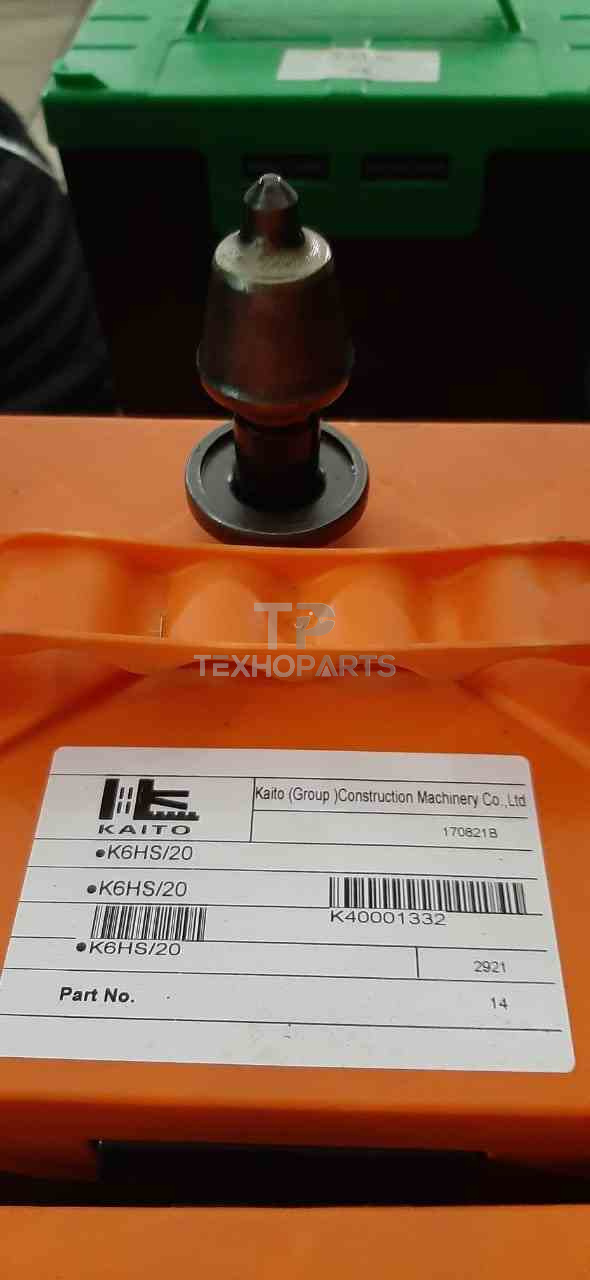 TP
TEXHOPARTS
KAITO
Kaito (Group )Construction Machinery Co.,Ltd
170821B
●K6HS/20
●K6HS/20
K40001332
●K6HS/20
2921
Part No.
14